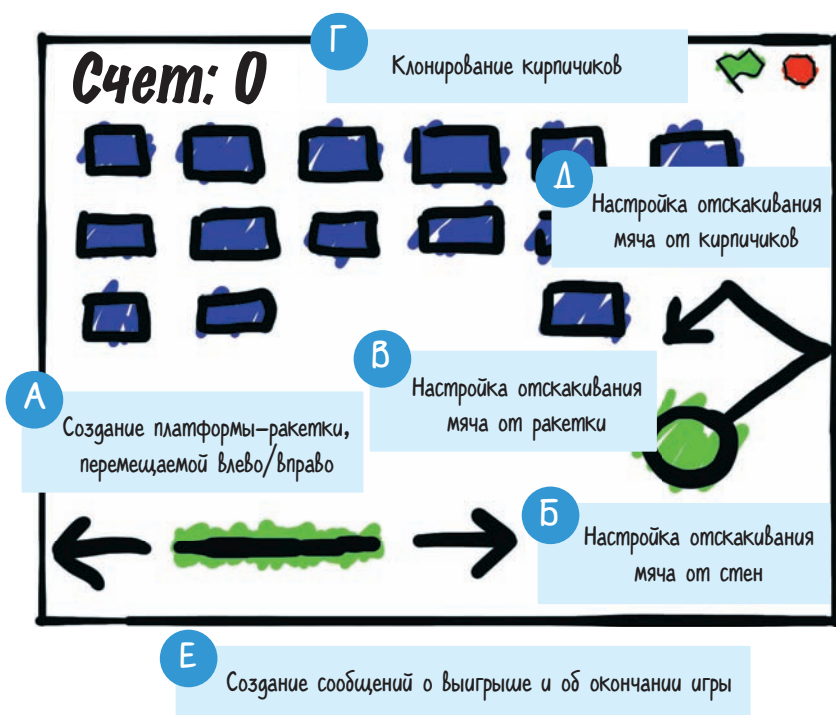 Г
Клонирование кирпичиков
Счет: 0
Д
Настройка отскакивания
мяча от кирпичиков
В
Настройка отскакивания
мяча от ракетки
А
Создание платформы-ракетки,
перемещаемой влево/вправо
Б
Настройка отскакивания
мяча от стен
Е
Создание сообщений о выигрыше и об окончании игры